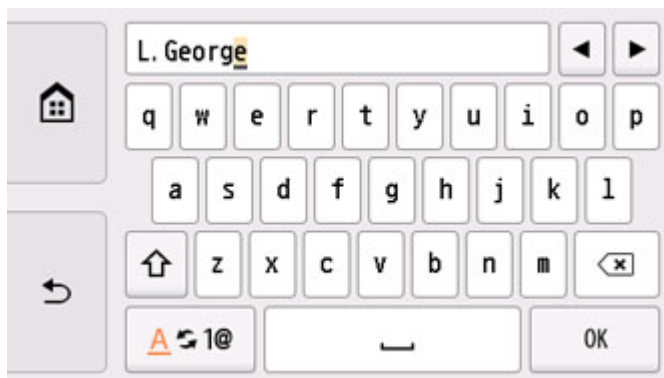 L. George
q w e r t y u i o p
a s d f g h j k l
z x c v b n m
A 1@ OK